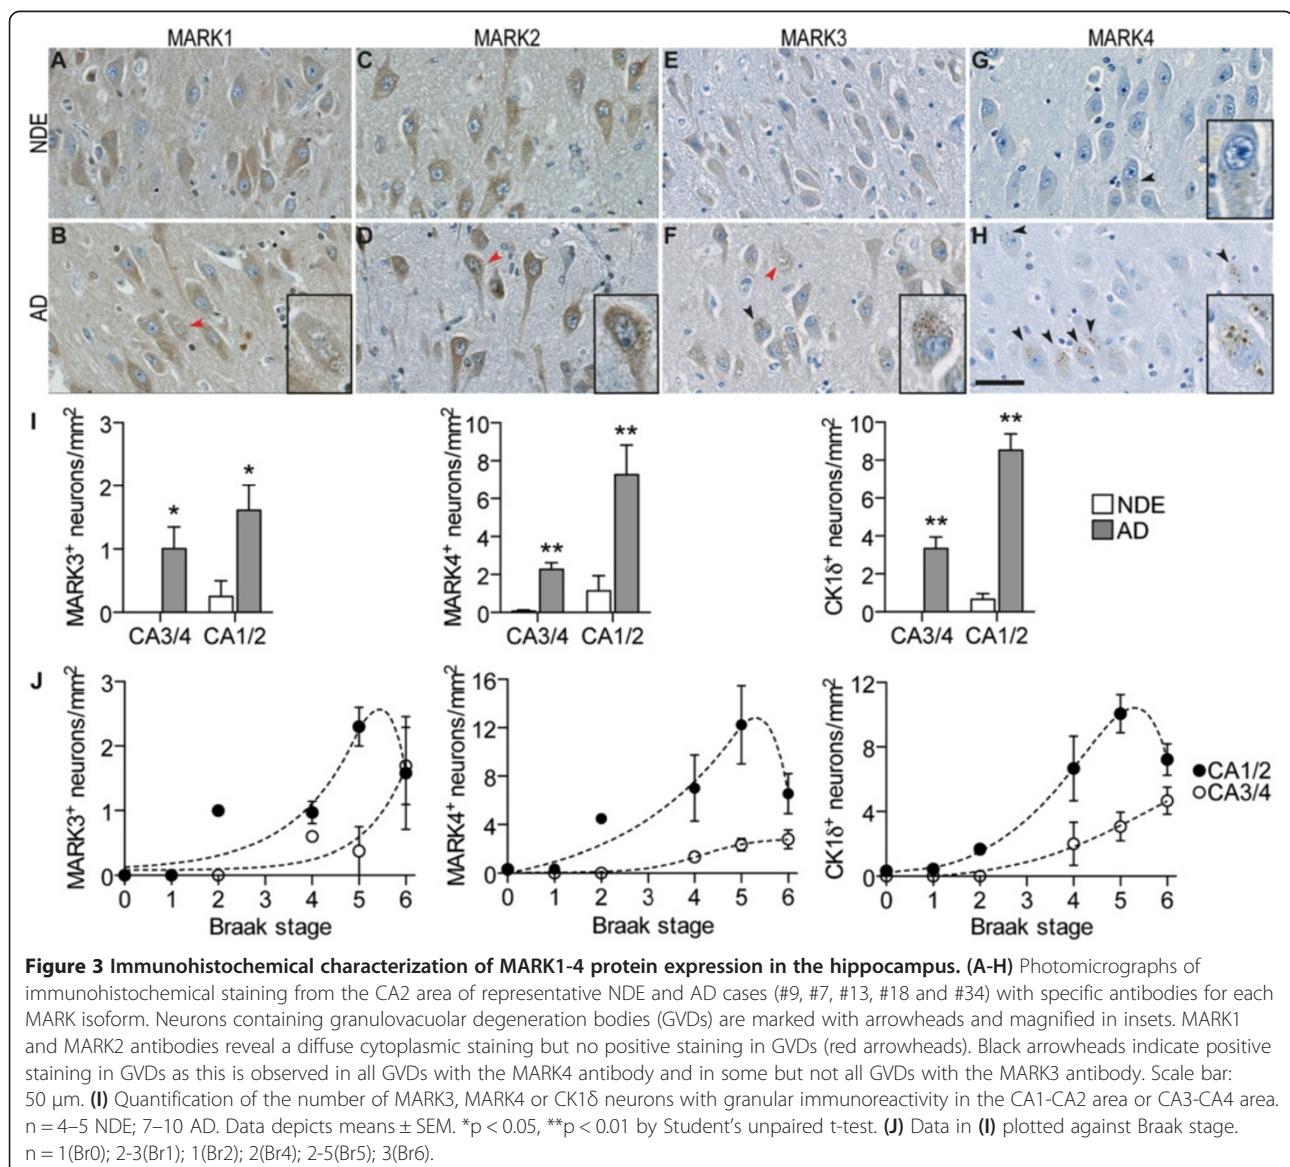 MARK1 MARK2 MARK3 MARK4
NDE
A C E G
AD
B D F H
I
MARK3+ neurons/mm2
3
2
1
0
* *
CA3/4 CA1/2
MARK4+ neurons/mm2
10
8
6
4
2
0
** **
CA3/4 CA1/2
CK1δ+ neurons/mm2
10
8
6
4
2
0
** **
CA3/4 CA1/2
NDE
AD
J
MARK3+ neurons/mm2
3
2
1
0
0 1 2 3 4 5 6
Braak stage
MARK4+ neurons/mm2
16
12
8
4
0
0 1 2 3 4 5 6
Braak stage
CK1δ+ neurons/mm2
12
8
4
0
0 1 2 3 4 5 6
Braak stage
CA1/2
CA3/4
Figure 3 Immunohistochemical characterization of MARK1-4 protein expression in the hippocampus. (A-H) Photomicrographs of
immunohistochemical staining from the CA2 area of representative NDE and AD cases (#9, #7, #13, #18 and #34) with specific antibodies for each
MARK isoform. Neurons containing granulovacuolar degeneration bodies (GVDs) are marked with arrowheads and magnified in insets. MARK1
and MARK2 antibodies reveal a diffuse cytoplasmic staining but no positive staining in GVDs (red arrowheads). Black arrowheads indicate positive
staining in GVDs as this is observed in all GVDs with the MARK4 antibody and in some but not all GVDs with the MARK3 antibody. Scale bar:
50 μm. (I) Quantification of the number of MARK3, MARK4 or CK1δ neurons with granular immunoreactivity in the CA1-CA2 area or CA3-CA4 area.
n = 4–5 NDE; 7–10 AD. Data depicts means ± SEM. *p < 0.05, **p < 0.01 by Student's unpaired t-test. (J) Data in (I) plotted against Braak stage.
n = 1(Br0); 2-3(Br1); 1(Br2); 2(Br4); 2-5(Br5); 3(Br6).